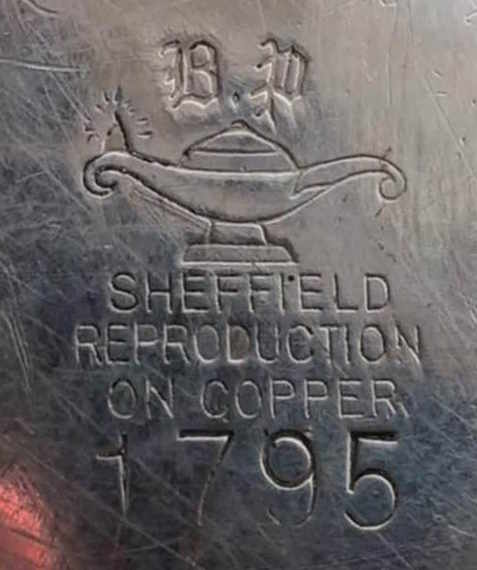 B.P
SHEFFIELD
REPRODUCTION
ON COPPER
1795